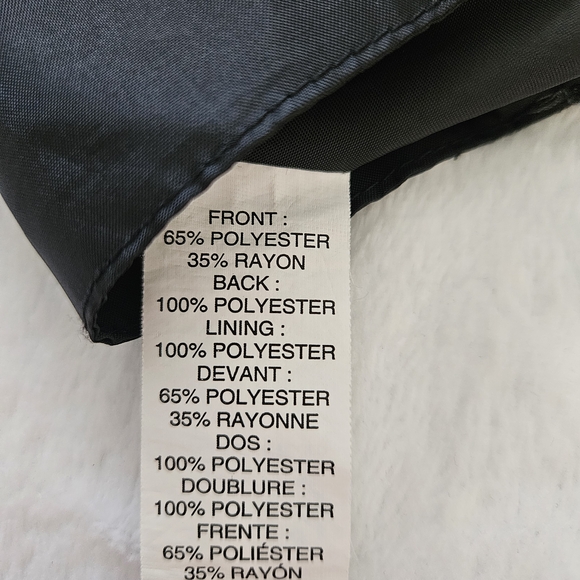 FRONT :
65% POLYESTER
35% RAYON
BACK :
100% POLYESTER
LINING :
100% POLYESTER
DEVANT :
65% POLYESTER
35% RAYONNE
DOS :
100% POLYESTER
DOUBLURE :
100% POLYESTER
FRENTE :
65% POLIÉSTER
35% RAYÓN